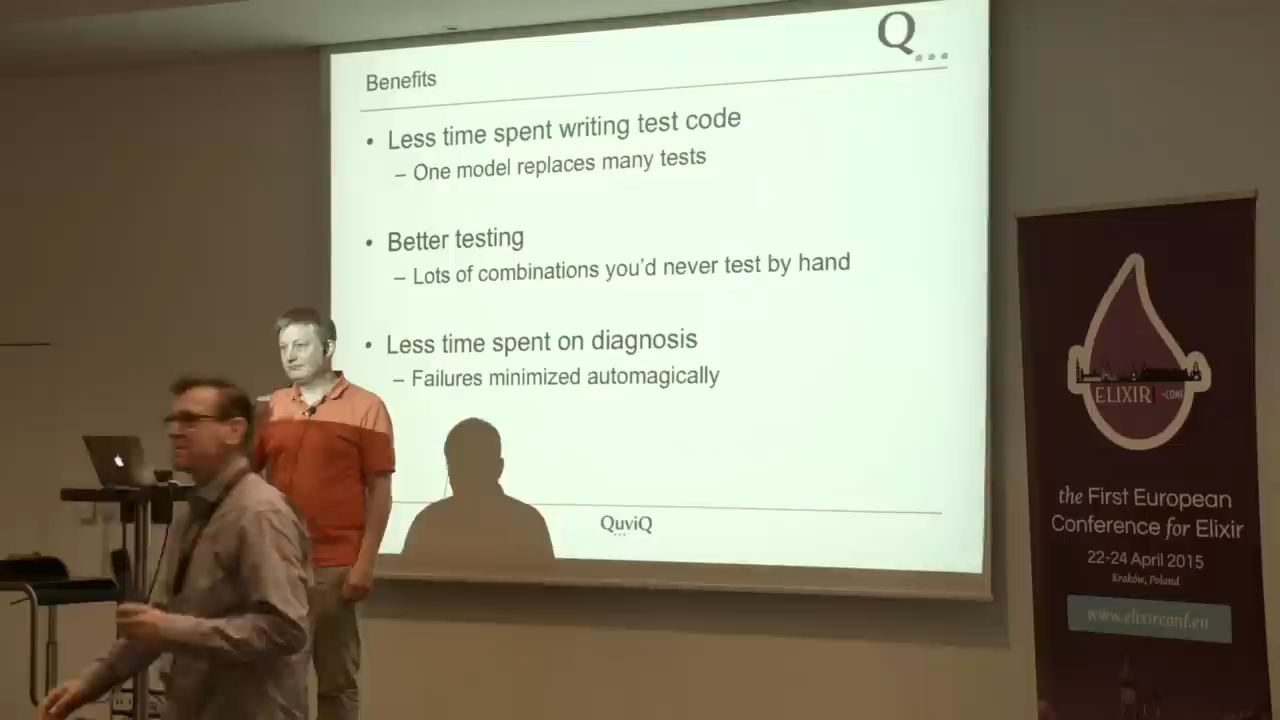 Q...
Benefits
• Less time spent writing test code
– One model replaces many tests
• Better testing
– Lots of combinations you'd never test by hand
• Less time spent on diagnosis
– Failures minimized automagically
QuviQ
ELIXIR
-CONF
the First European
Conference for Elixir
22-24 April 2015
Kraków, Poland
www.elixirconf.eu